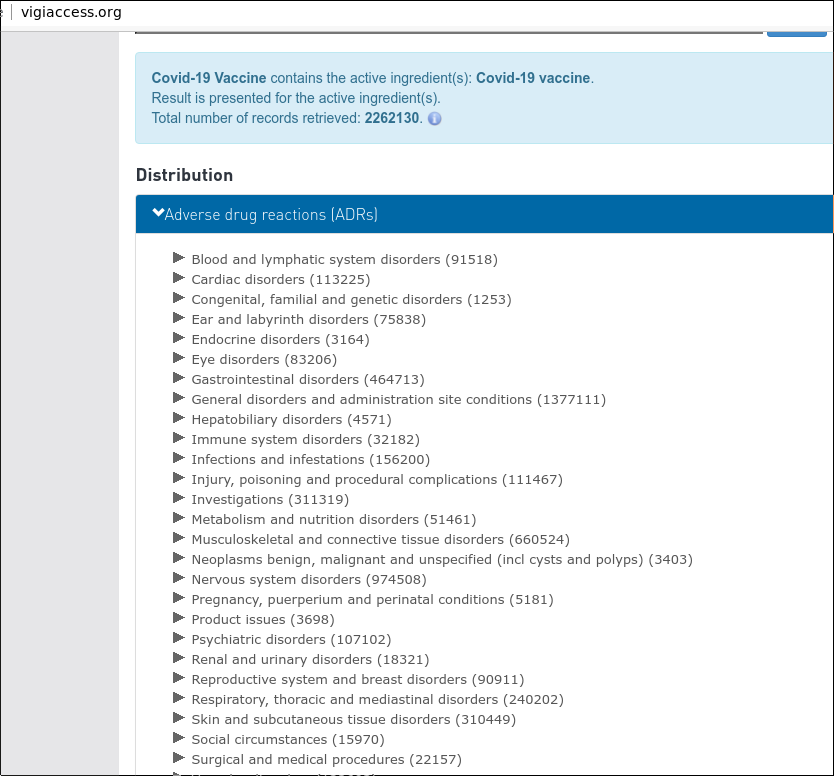 vigiaccess.org
Covid-19 Vaccine contains the active ingredient(s): Covid-19 vaccine.
Result is presented for the active ingredient(s).
Total number of records retrieved: 2262130.
Distribution
Adverse drug reactions (ADRs)
Blood and lymphatic system disorders (91518)
Cardiac disorders (113225)
Congenital, familial and genetic disorders (1253)
Ear and labyrinth disorders (75838)
Endocrine disorders (3164)
Eye disorders (83206)
Gastrointestinal disorders (464713)
General disorders and administration site conditions (1377111)
Hepatobiliary disorders (4571)
Immune system disorders (32182)
Infections and infestations (156200)
Injury, poisoning and procedural complications (111467)
Investigations (311319)
Metabolism and nutrition disorders (51461)
Musculoskeletal and connective tissue disorders (660524)
Neoplasms benign, malignant and unspecified (incl cysts and polyps) (3403)
Nervous system disorders (974508)
Pregnancy, puerperium and perinatal conditions (5181)
Product issues (3698)
Psychiatric disorders (107102)
Renal and urinary disorders (18321)
Reproductive system and breast disorders (90911)
Respiratory, thoracic and mediastinal disorders (240202)
Skin and subcutaneous tissue disorders (310449)
Social circumstances (15970)
Surgical and medical procedures (22157)